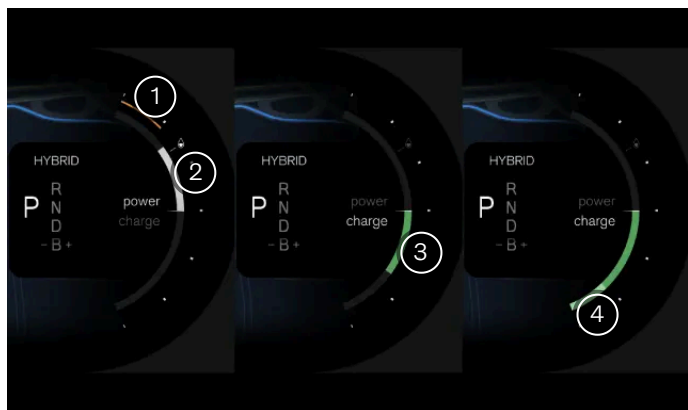 1
2
HYBRID
P
R
N
D
- B +
power
charge
HYBRID
P
R
N
D
- B +
power
charge
3
HYBRID
P
R
N
D
- B +
power
charge
4